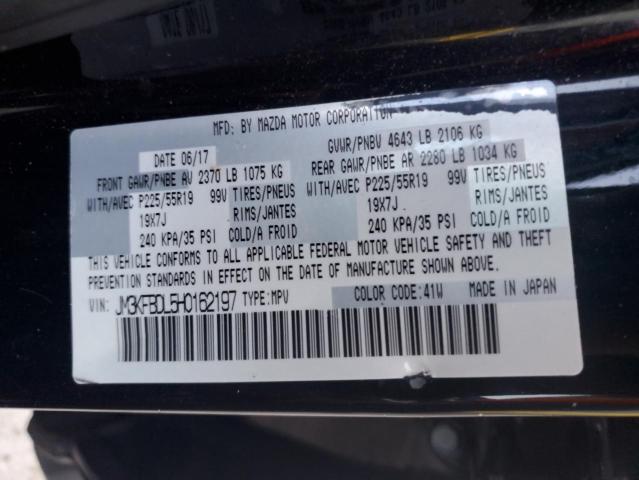 MFD: BY MAZDA MOTOR CORPORATION
DATE 06/17
GVWR/PNBV 4643 LB 2106 KG
FRONT GAWR/PNBE AV 2370 LB 1075 KG
REAR GAWR/PNBE AR 2280 LB 1034 KG
WITH/AVEC P225/55R19 99V TIRES/PNEUS
WITH/AVEC P225/55R19 99V TIRES/PNEUS
19X7J RIMS/JANTES
19X7J RIMS/JANTES
240 KPA/35 PSI COLD/A FROID
240 KPA/35 PSI COLD/A FROID
THIS VEHICLE CONFORMS TO ALL APPLICABLE FEDERAL MOTOR VEHICLE SAFETY AND THEFT
PREVENTION STANDARDS IN EFFECT ON THE DATE OF MANUFACTURE SHOWN ABOVE.
VIN: JM3KFBDL5H0162197 TYPE:MPV COLOR CODE:41W MADE IN JAPAN